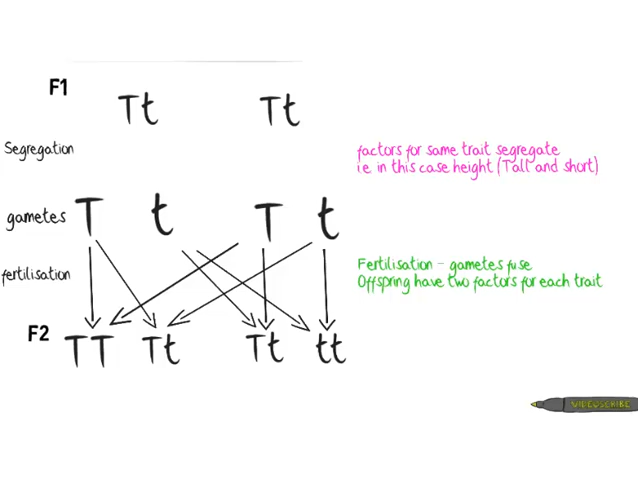 F1
Tt Tt
Segregation
factors for same trait segregate
i.e in this case height (Tall and short)
gametes T t T t
fertilisation
Fertilisation - gametes fuse
Offspring have two factors for each trait
F2 TT Tt Tt tt
VIDEOSCRIBE